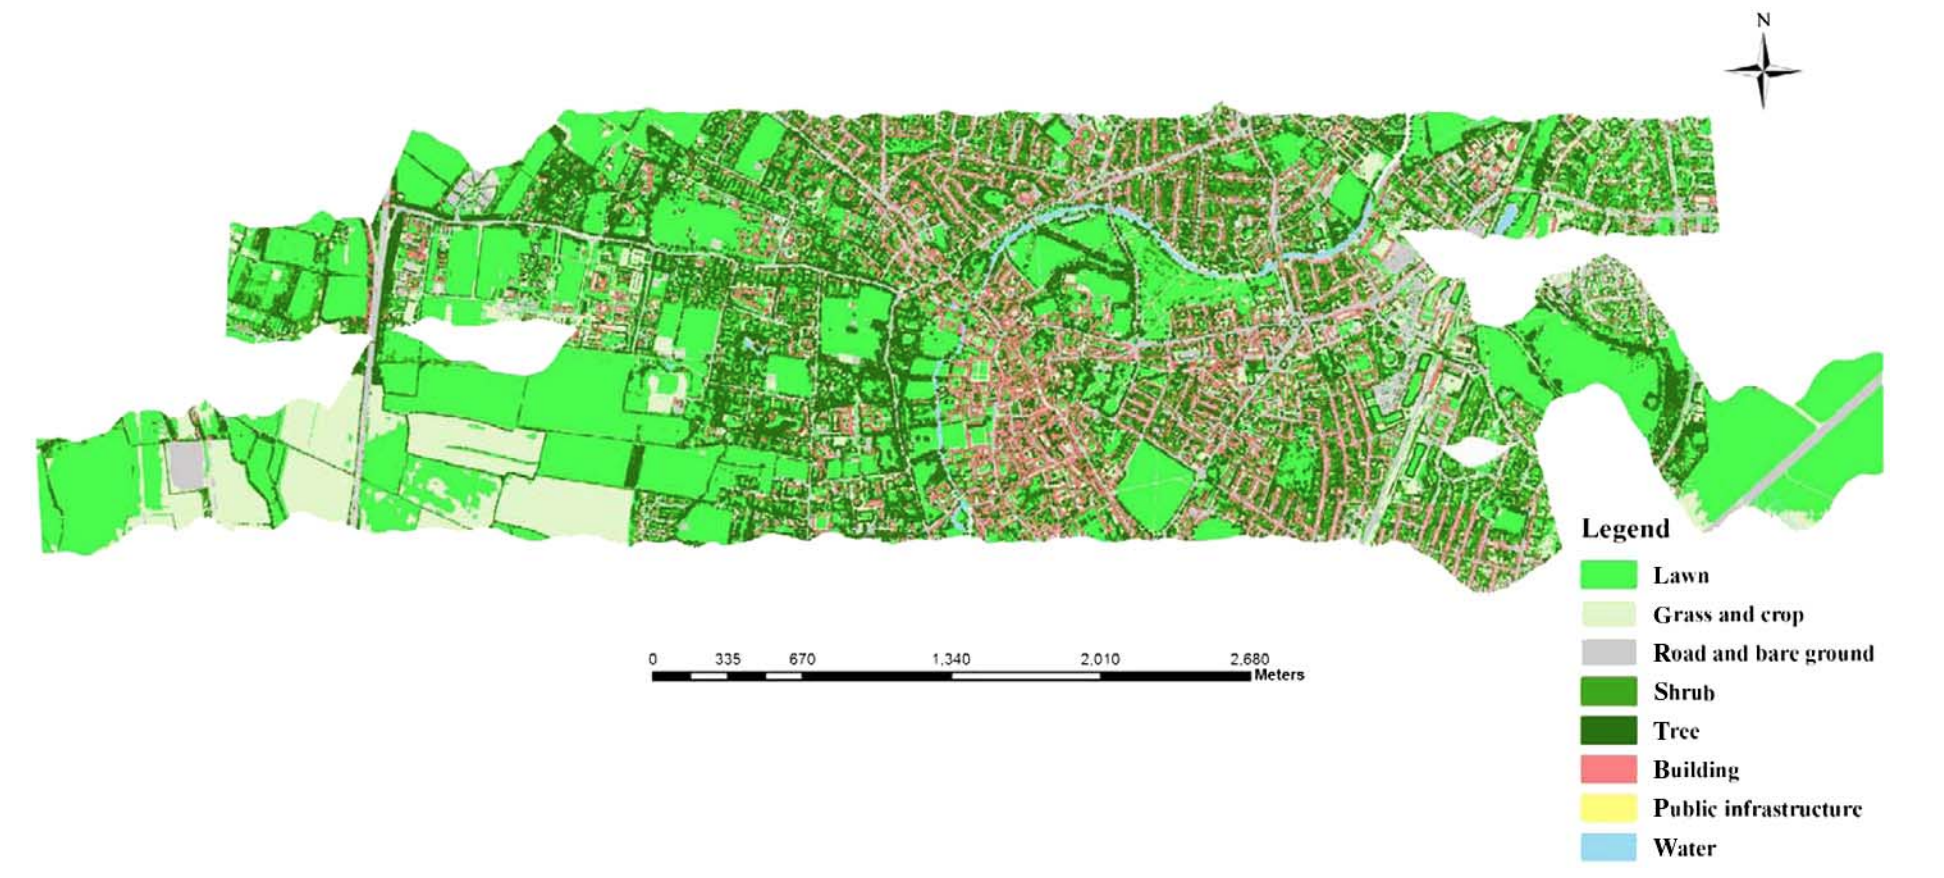 N
0 335 670 1,340 2,010 2,680
Meters
Legend
Lawn
Grass and crop
Road and bare ground
Shrub
Tree
Building
Public infrastructure
Water